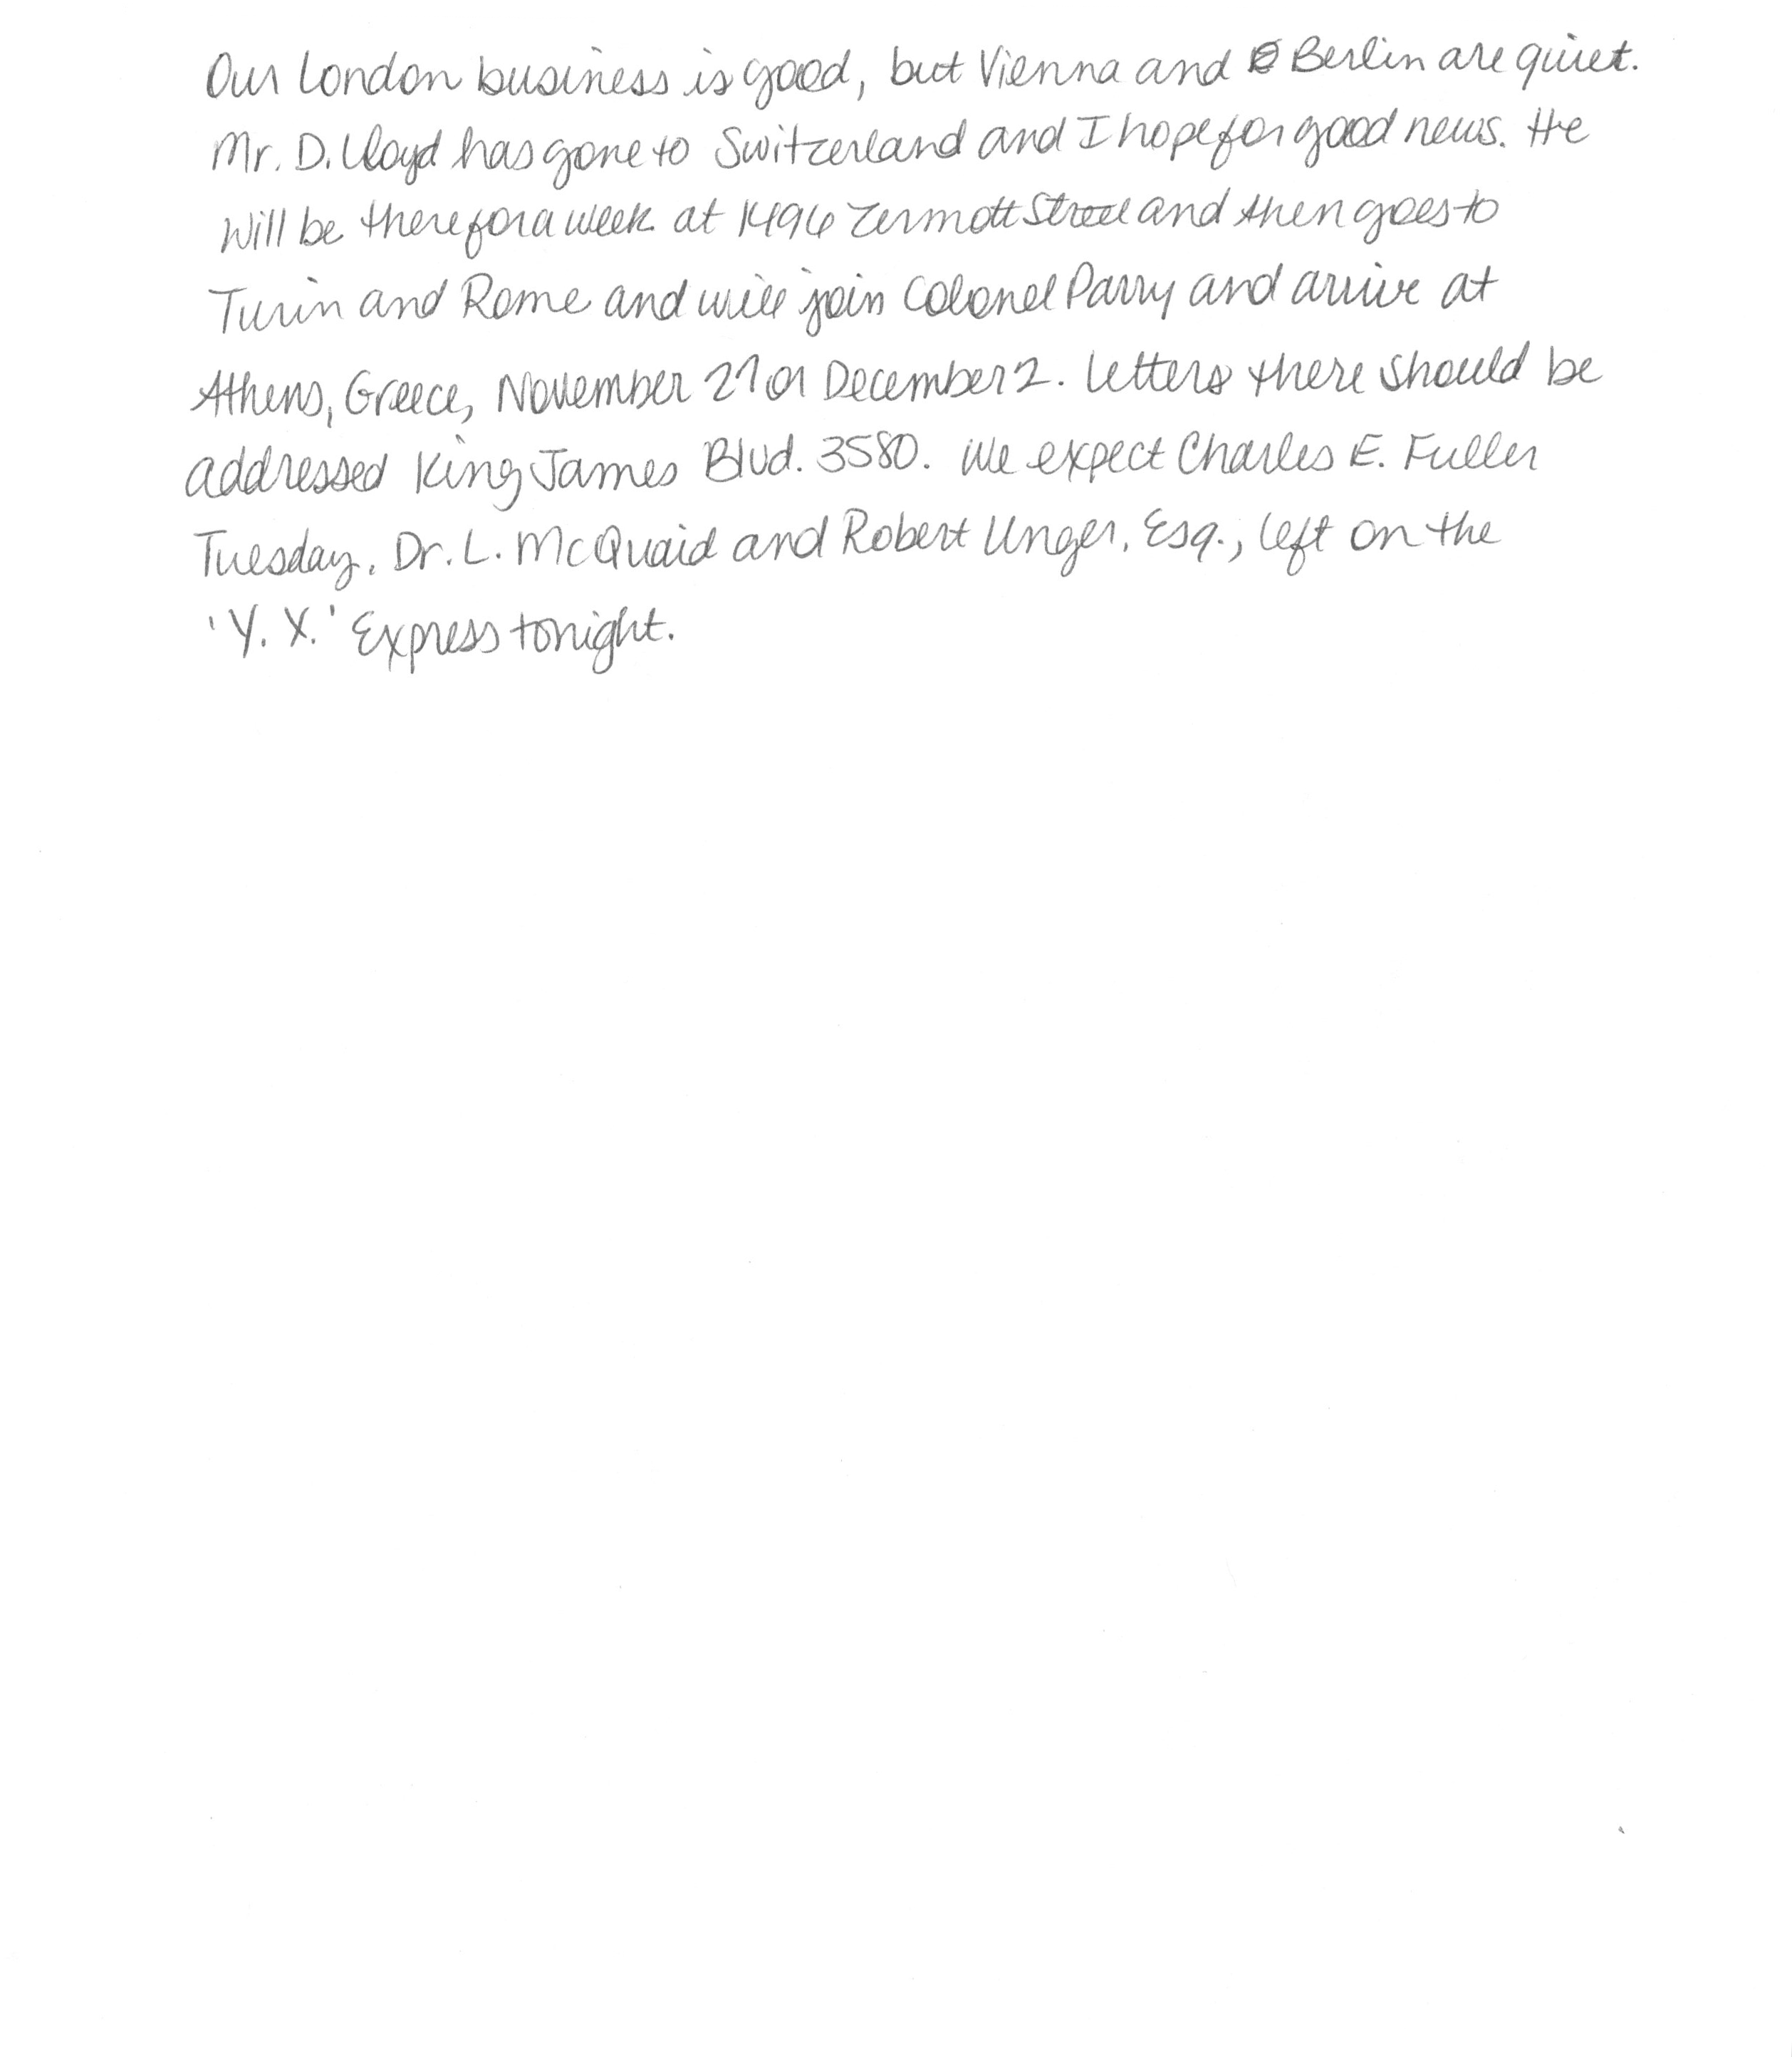 Our London business is good, but Vienna and Berlin are quiet.
Mr. D. Lloyd has gone to Switzerland and I hope for good news. He
will be there for a week at 1496 Zermott Street and then goes to
Turin and Rome and will join Colonel Parry and arrive at
Athens, Greece, November 27 or December 2. Letters there should be
addressed King James Blvd. 3580. We expect Charles E. Fuller
Tuesday. Dr. L. McQuaid and Robert Unger, Esq., left on the
'Y. X.' Express tonight.